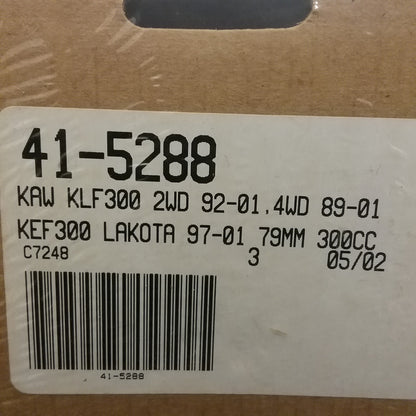 41-5288
KAW KLF300 2WD 92-01,4WD 89-01
KEF300 LAKOTA 97-01 79MM 300CC
C7248 3 05/02
41-5288